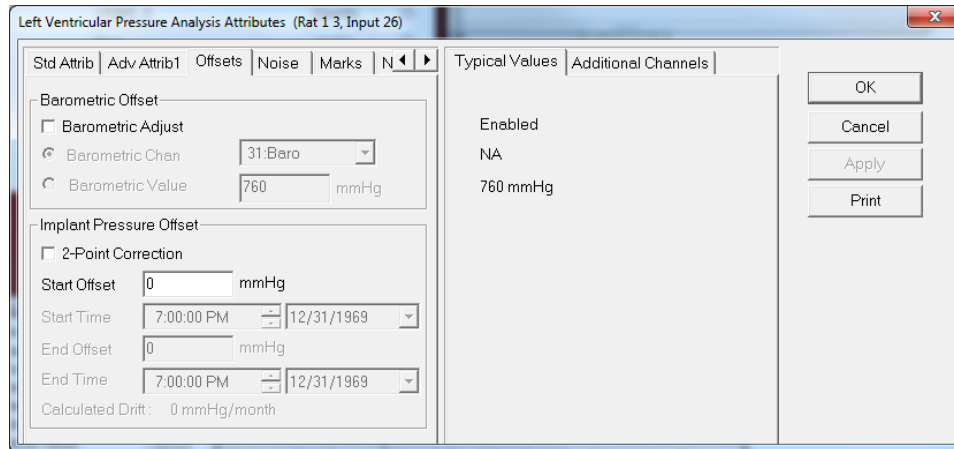 Left Ventricular Pressure Analysis Attributes (Rat 1 3, Input 26)
Std Attrib Adv Attrib1 Offsets Noise Marks N
Barometric Offset
Barometric Adjust
Barometric Chan 31:Baro
Barometric Value 760 mmHg
Implant Pressure Offset
2-Point Correction
Start Offset 0 mmHg
Start Time 7:00:00 PM 12/31/1969
End Offset 0 mmHg
End Time 7:00:00 PM 12/31/1969
Calculated Drift : 0 mmHg/month
Typical Values Additional Channels
Enabled
NA
760 mmHg
OK
Cancel
Apply
Print